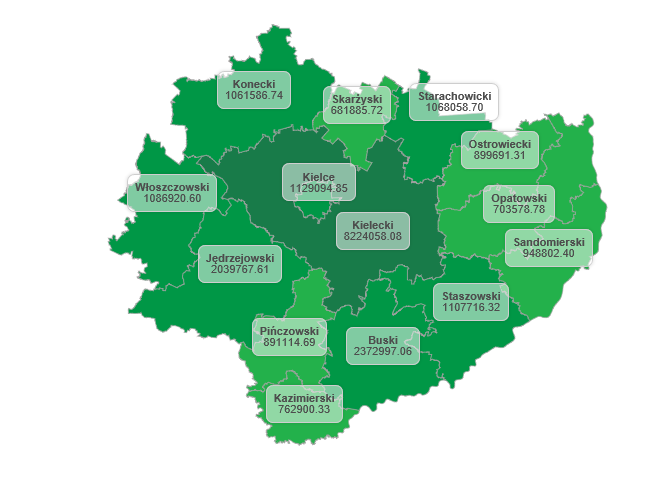 Konecki
1061586.74
Skarżyski
681885.72
Starachowicki
1068058.70
Ostrowiecki
899691.31
Kielce
1129094.85
Włoszczowski
1086920.60
Opatowski
703578.78
Kielecki
8224058.08
Sandomierski
948802.40
Jędrzejowski
2039767.61
Staszowski
1107716.32
Pińczowski
891114.69
Buski
2372997.06
Kazimierski
762900.33